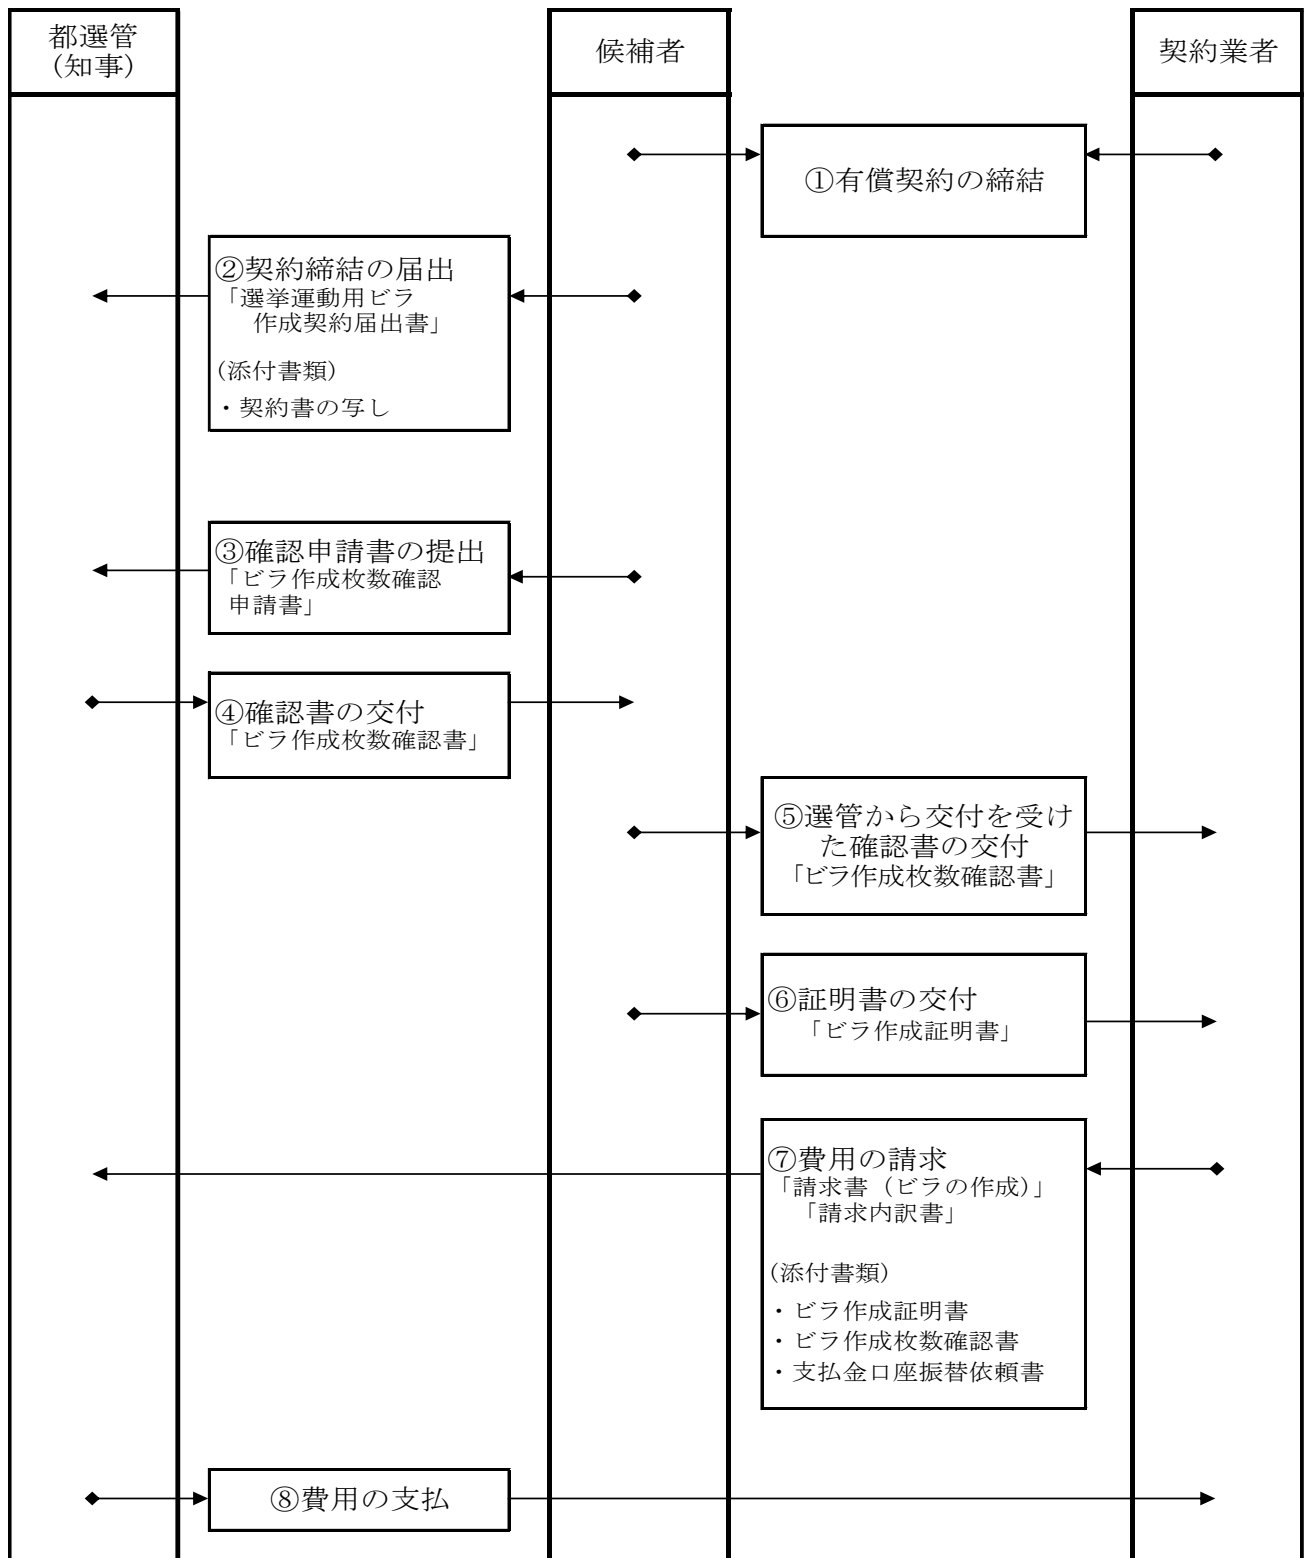 都選管
(知事)
候補者
契約業者
①有償契約の締結
②契約締結の届出
「選挙運動用ビラ
作成契約届出書」
(添付書類)
・契約書の写し
③確認申請書の提出
「ビラ作成枚数確認
申請書」
④確認書の交付
「ビラ作成枚数確認書」
⑤選管から交付を受け
た確認書の交付
「ビラ作成枚数確認書」
⑥証明書の交付
「ビラ作成証明書」
⑦費用の請求
「請求書（ビラの作成)」
「請求内訳書」
(添付書類)
・ビラ作成証明書
・ビラ作成枚数確認書
・支払金口座振替依頼書
⑧費用の支払